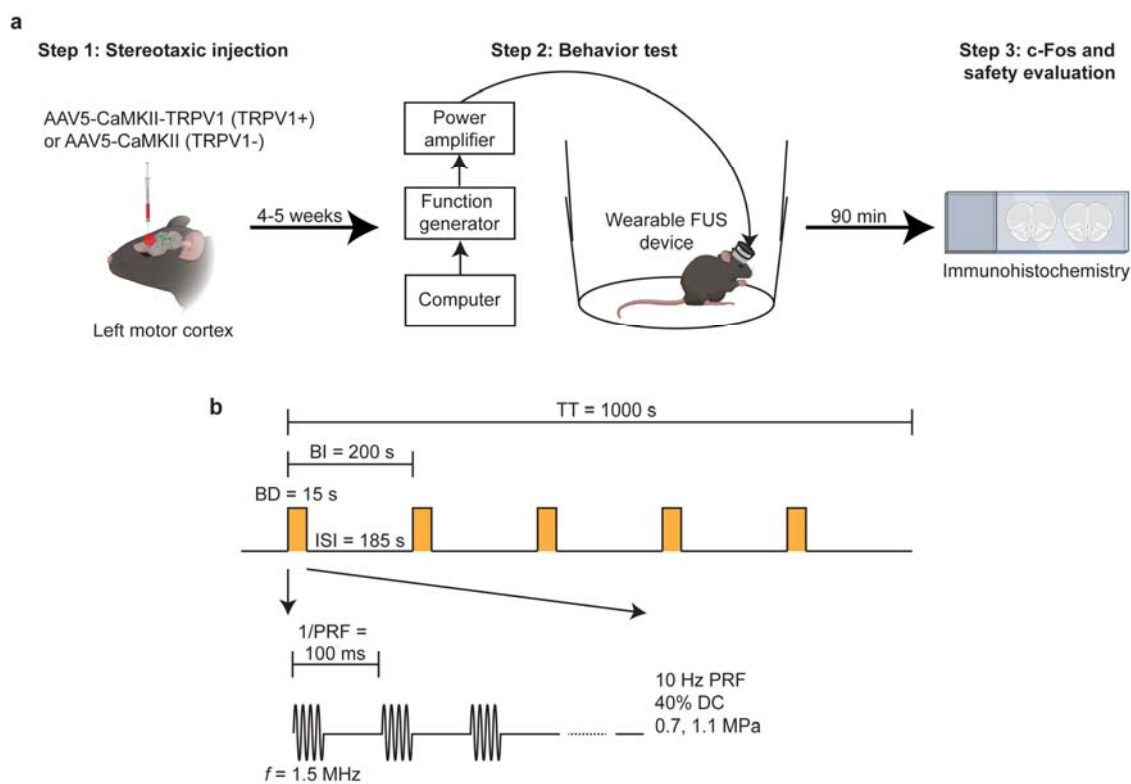 a
Step 1: Stereotaxic injection
Step 2: Behavior test
Step 3: c-Fos and
safety evaluation
AAV5-CaMKII-TRPV1 (TRPV1+)
or AAV5-CaMKII (TRPV1-)
Left motor cortex
4-5 weeks
Power
amplifier
Function
generator
Computer
Wearable FUS
device
90 min
Immunohistochemistry
b
TT = 1000 s
BI = 200 s
BD = 15 s
ISI = 185 s
1/PRF =
100 ms
f = 1.5 MHz
10 Hz PRF
40% DC
0.7, 1.1 MPa